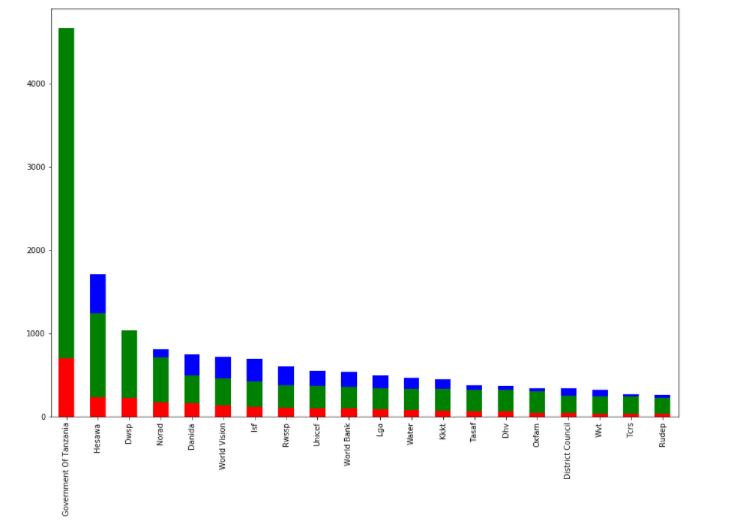 4000
3000
2000
1000
0
Government Of Tanzania
Hesawa
Dwsp
Norad
Danida
World Vision
Isf
Rwssp
Unicef
World Bank
Lga
Water
Kkkt
Tasaf
Dhv
Oxfam
District Council
Wvt
Tcrs
Rudep